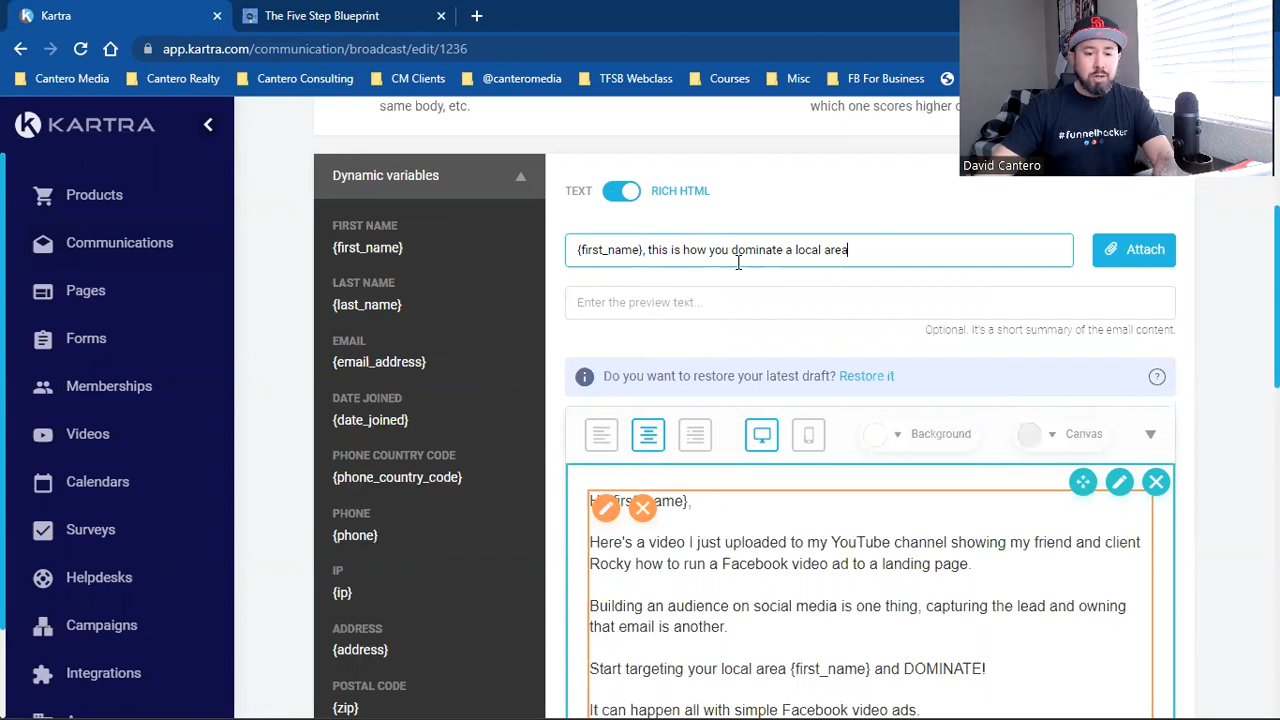 Kartra
The Five Step Blueprint
app.kartra.com/communication/broadcast/edit/1236
Cantero Media
Cantero Realty
Cantero Consulting
GM Clients
@canteromedia
TFSB Webclass
Courses
Misc
FB For Business
same body, etc.
which one scores higher
#funnelhacker
David Cantero
KARTRA
Products
Communications
Pages
Forms
Memberships
Videos
Calendars
Surveys
Helpdesks
Campaigns
Integrations
Dynamic variables
FIRST NAME
{first_name}
LAST NAME
{last_name}
EMAIL
{email_address}
DATE JOINED
{date_joined}
PHONE COUNTRY CODE
{phone_country_code}
PHONE
{phone}
IP
{ip}
ADDRESS
{address}
POSTAL CODE
{zip}
TEXT RICH HTML
{first_name}, this is how you dominate a local area
Attach
Enter the preview text...
Optional. It's a short summary of the email content.
Do you want to restore your latest draft? Restore it
Background
Canvas
Here's a video I just uploaded to my YouTube channel showing my friend and client
Rocky how to run a Facebook video ad to a landing page.
Building an audience on social media is one thing, capturing the lead and owning
that email is another.
Start targeting your local area {first_name} and DOMINATE!
It can happen all with simple Facebook video ads.